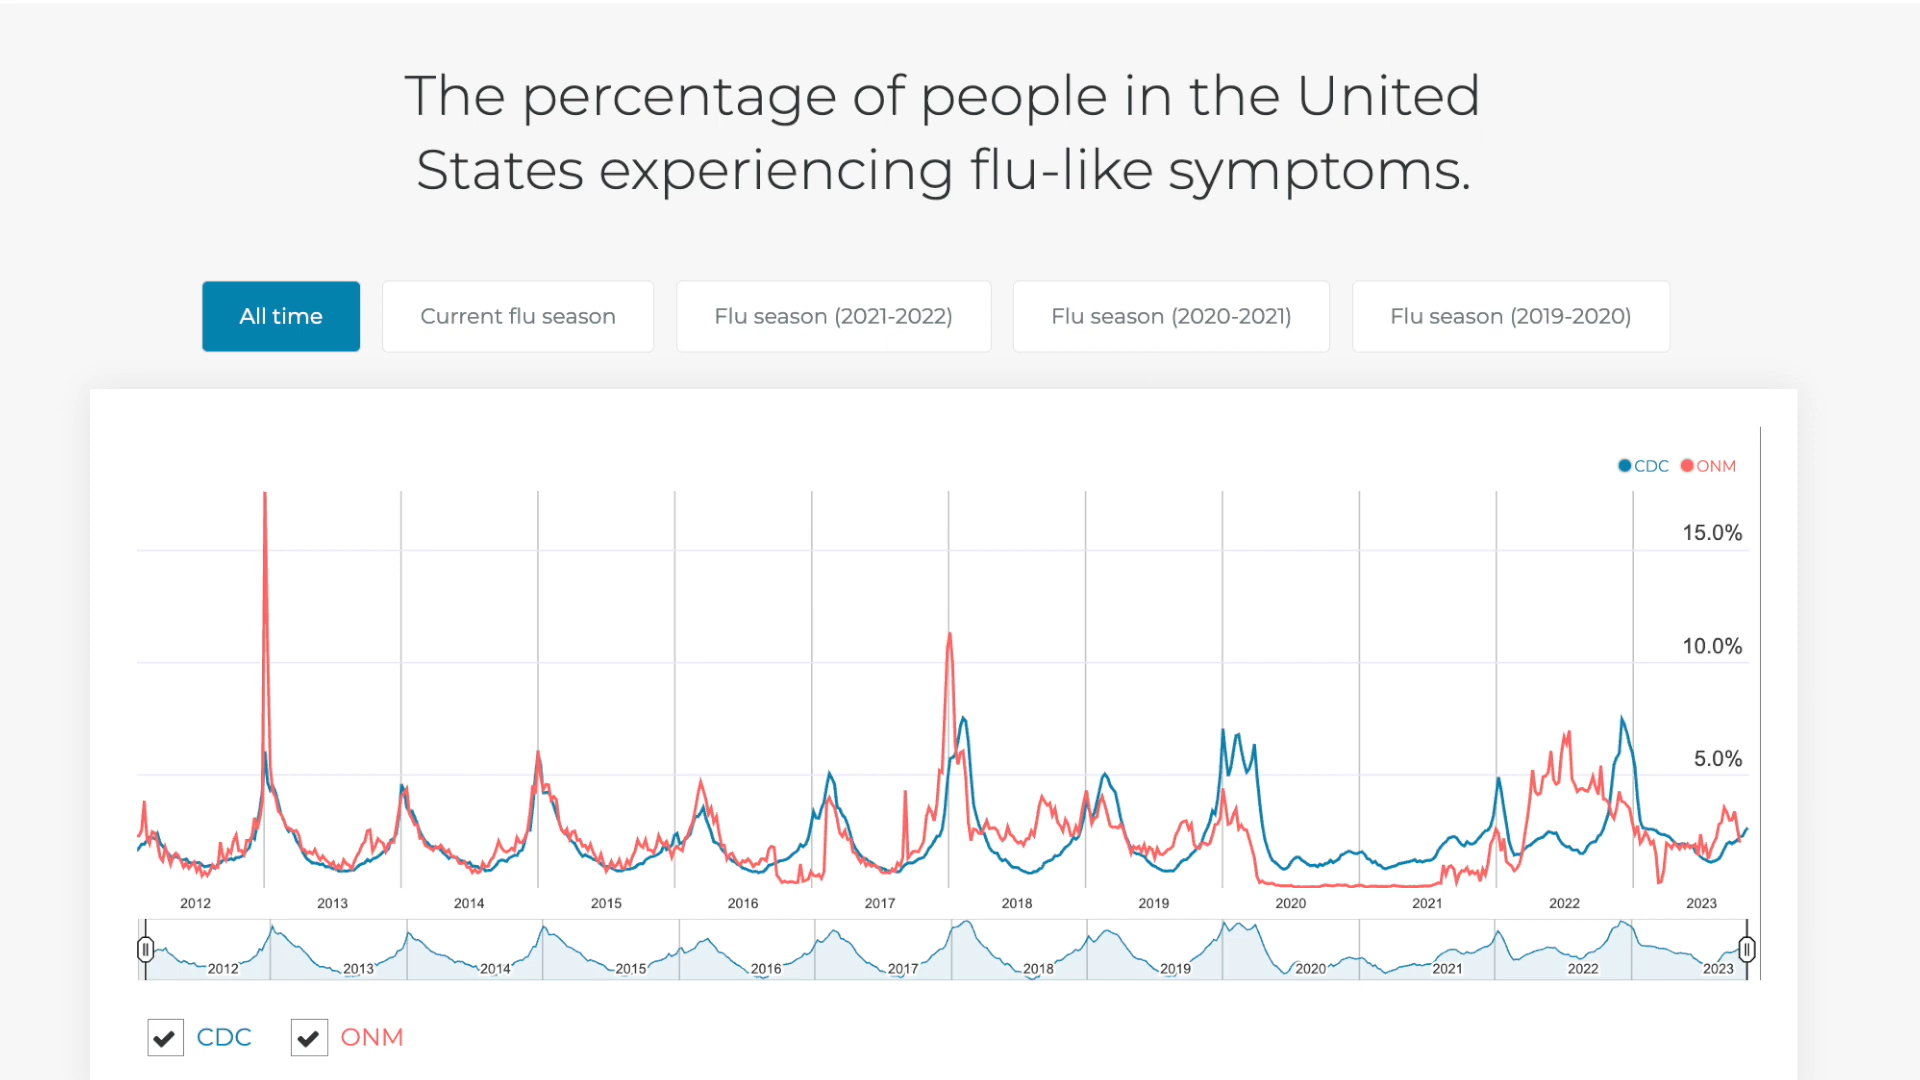 The percentage of people in the United
States experiencing flu-like symptoms.
All time
Current flu season
Flu season (2021-2022)
Flu season (2020-2021)
Flu season (2019-2020)
CDC ONM
15.0%
10.0%
5.0%
2012 2013 2014 2015 2016 2017 2018 2019 2020 2021 2022 2023
2012 2013 2014 2015 2016 2017 2018 2019 2020 2021 2022 2023
CDC ONM